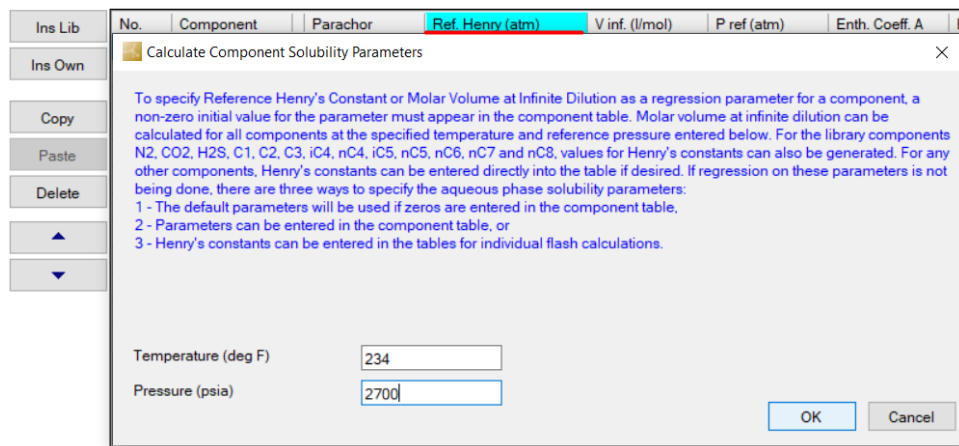 Ins Lib
Ins Own
Copy
Paste
Delete
No. Component Parachor Ref. Henry (atm) V inf. (l/mol) P ref (atm) Enth. Coeff. A
Calculate Component Solubility Parameters
To specify Reference Henry's Constant or Molar Volume at Infinite Dilution as a regression parameter for a component, a
non-zero initial value for the parameter must appear in the component table. Molar volume at infinite dilution can be
calculated for all components at the specified temperature and reference pressure entered below. For the library components
N2, CO2, H2S, C1, C2, C3, iC4, nC4, iC5, nC5, nC6, nC7 and nC8, values for Henry's constants can also be generated. For any
other components, Henry's constants can be entered directly into the table if desired. If regression on these parameters is not
being done, there are three ways to specify the aqueous phase solubility parameters:
1 - The default parameters will be used if zeros are entered in the component table,
2 - Parameters can be entered in the component table, or
3 - Henry's constants can be entered in the tables for individual flash calculations.
Temperature (deg F) 234
Pressure (psia) 2700
OK Cancel